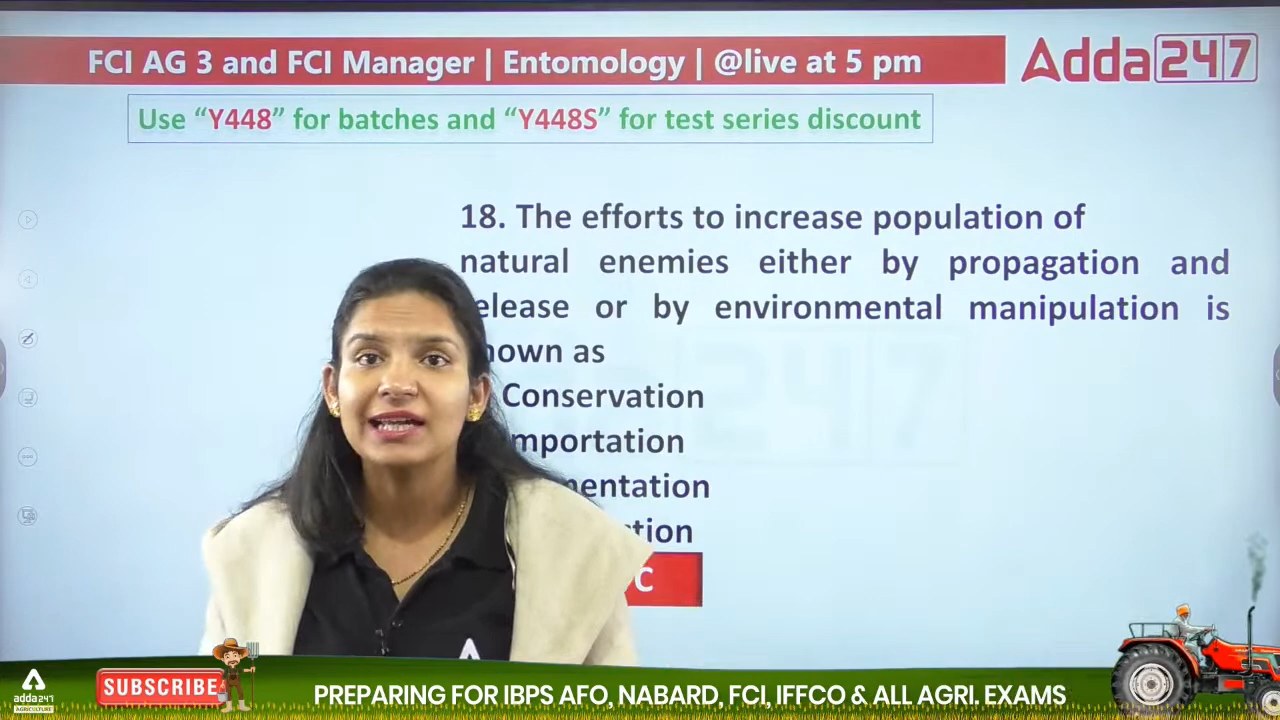 FCI AG 3 and FCI Manager | Entomology | @live at 5 pm
Adda247
Use “Y448” for batches and “Y448S” for test series discount
18. The efforts to increase population of
natural enemies either by propagation and
elease or by environmental manipulation is
nown as
Conservation
mportation
entation
tion
C
adda247
AGRICULTURE
SUBSCRIBE
PREPARING FOR IBPS AFO, NABARD, FCI, IFFCO & ALL AGRI. EXAMS